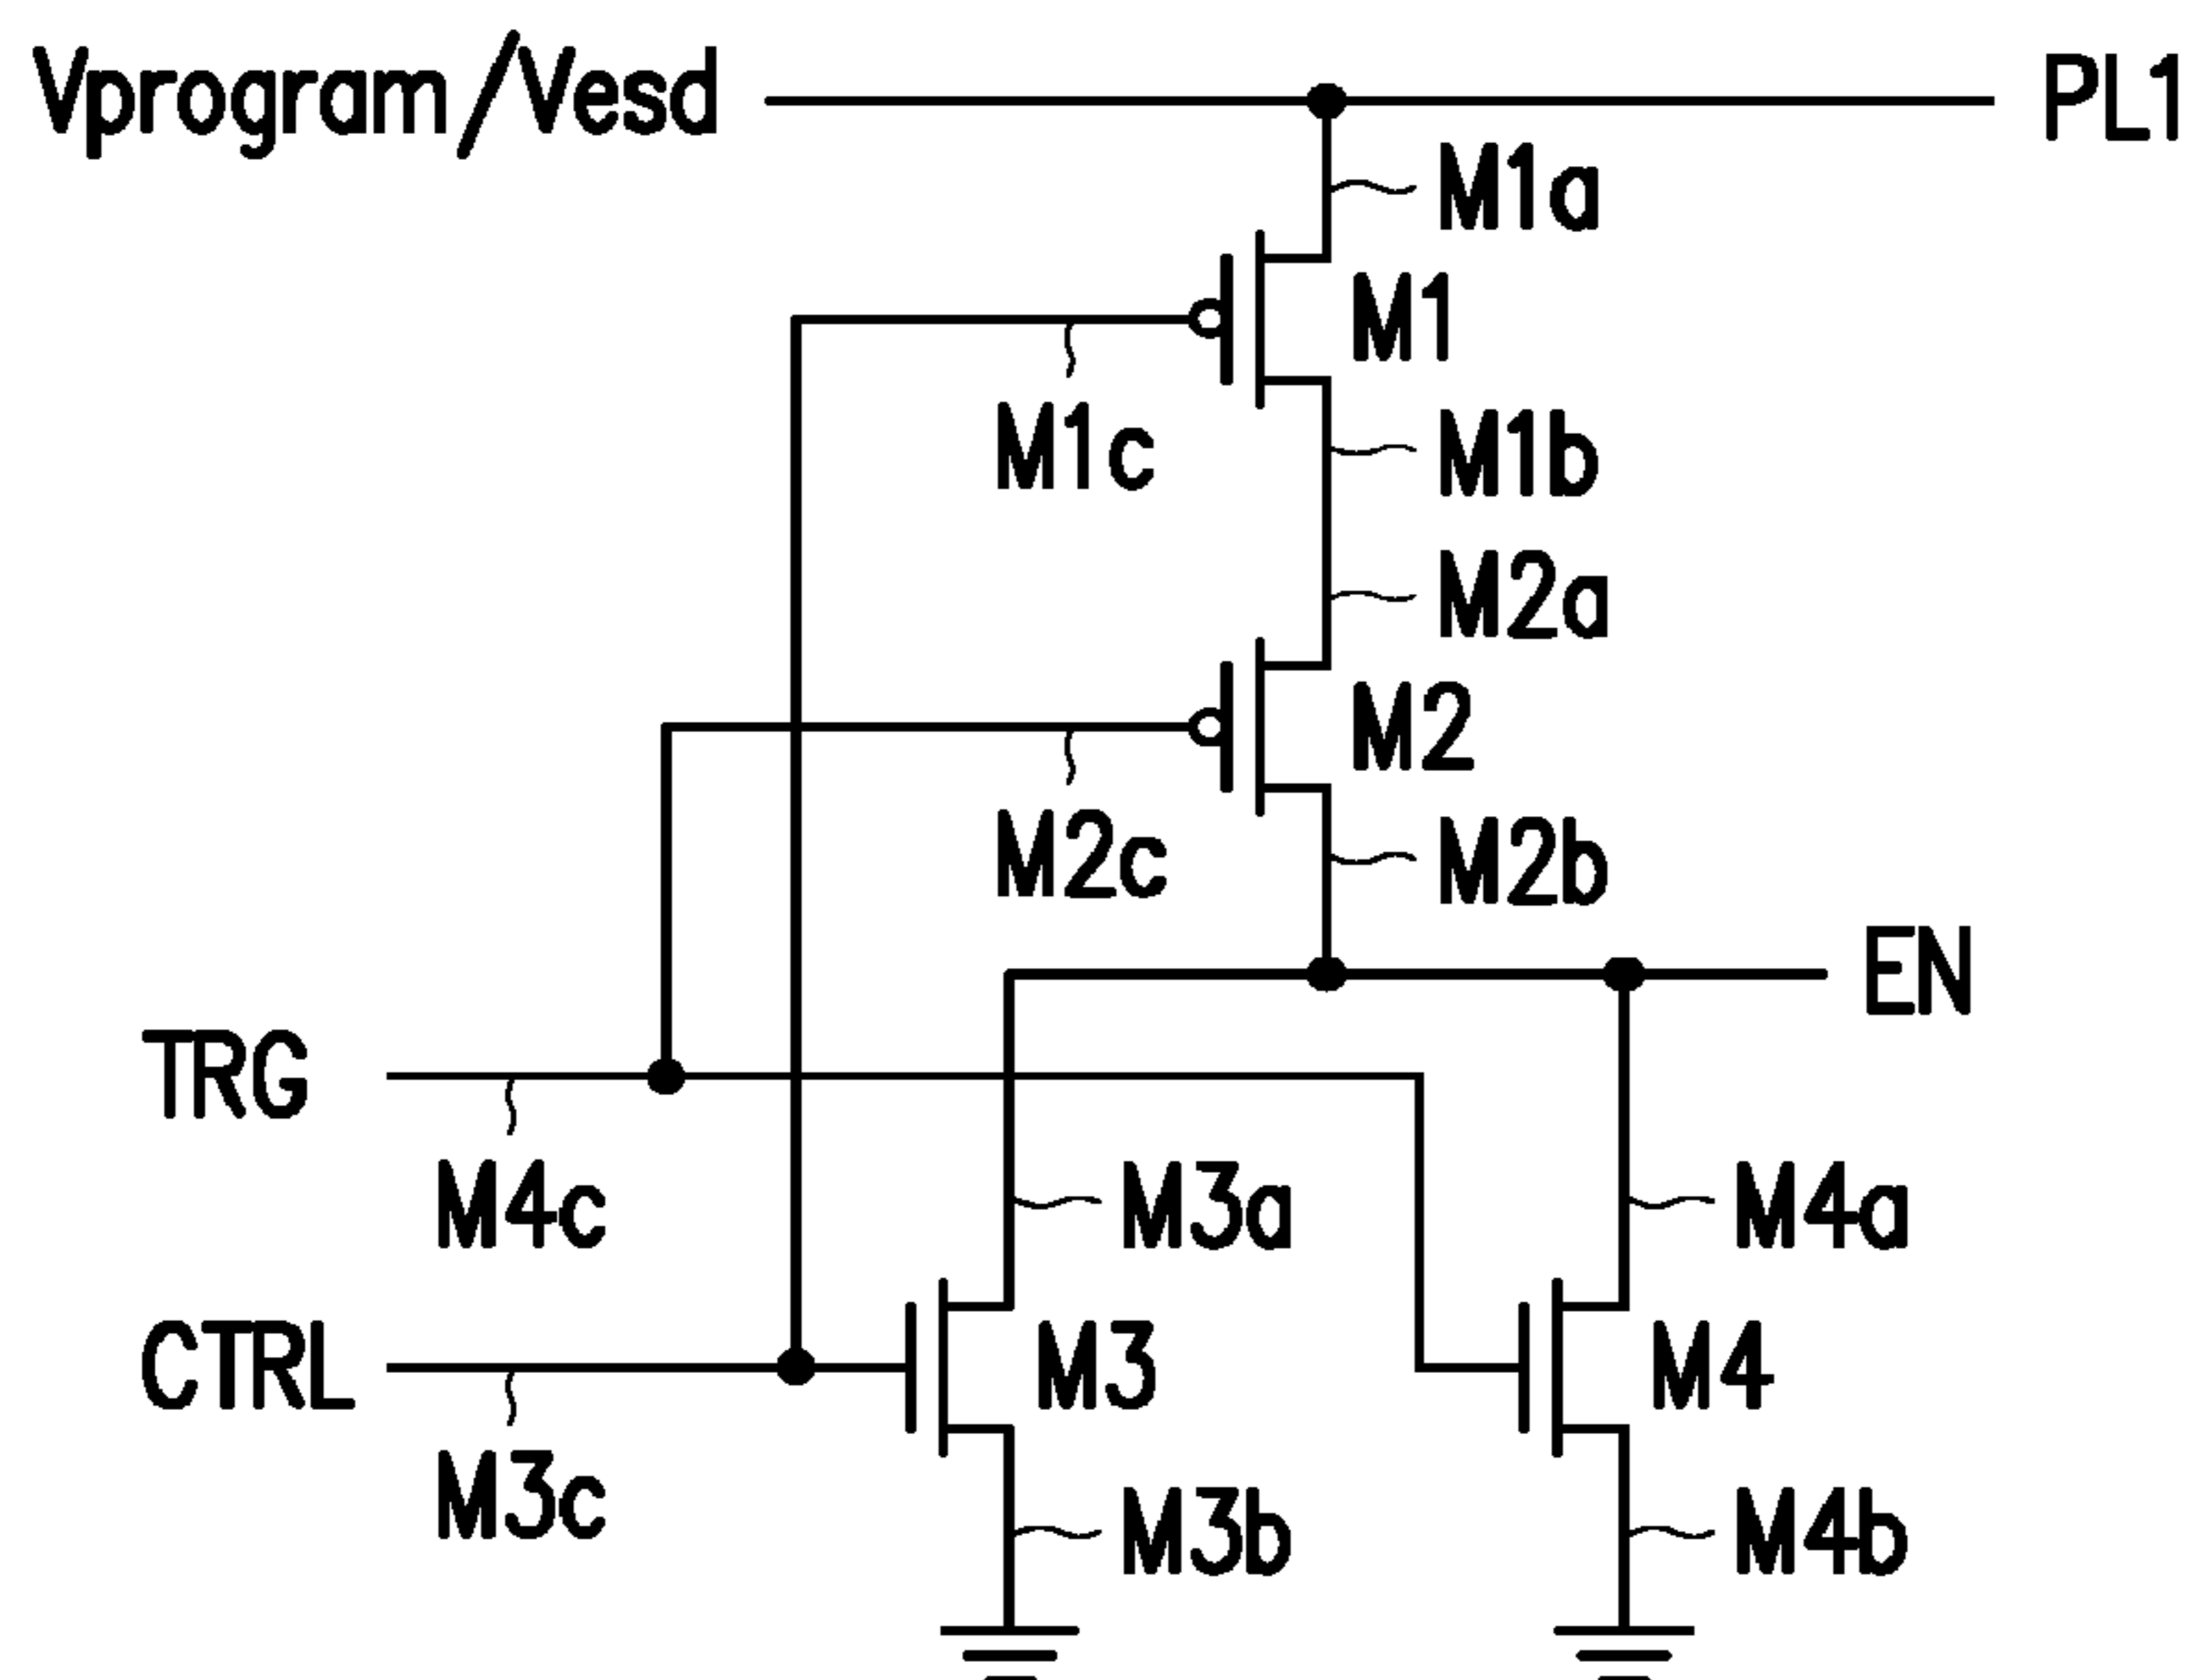 Vprogram/Vesd
PL1
M1a
M1
M1c
M1b
M2a
M2
M2c
M2b
EN
TRG
M4c
M3a
M4a
CTRL
M3
M4
M3c
M3b
M4b